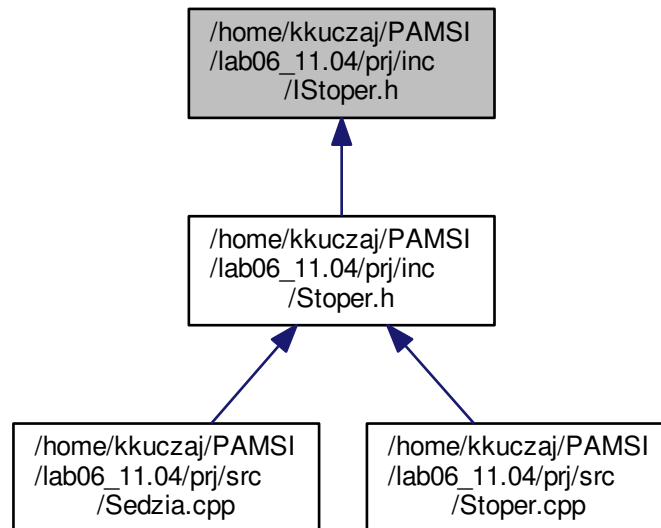 /home/kkuczaj/PAMSI
/lab06_11.04/prj/inc
/IStoper.h
/home/kkuczaj/PAMSI
/lab06_11.04/prj/inc
/Stoper.h
/home/kkuczaj/PAMSI
/lab06_11.04/prj/src
/Sedzia.cpp
/home/kkuczaj/PAMSI
/lab06_11.04/prj/src
/Stoper.cpp